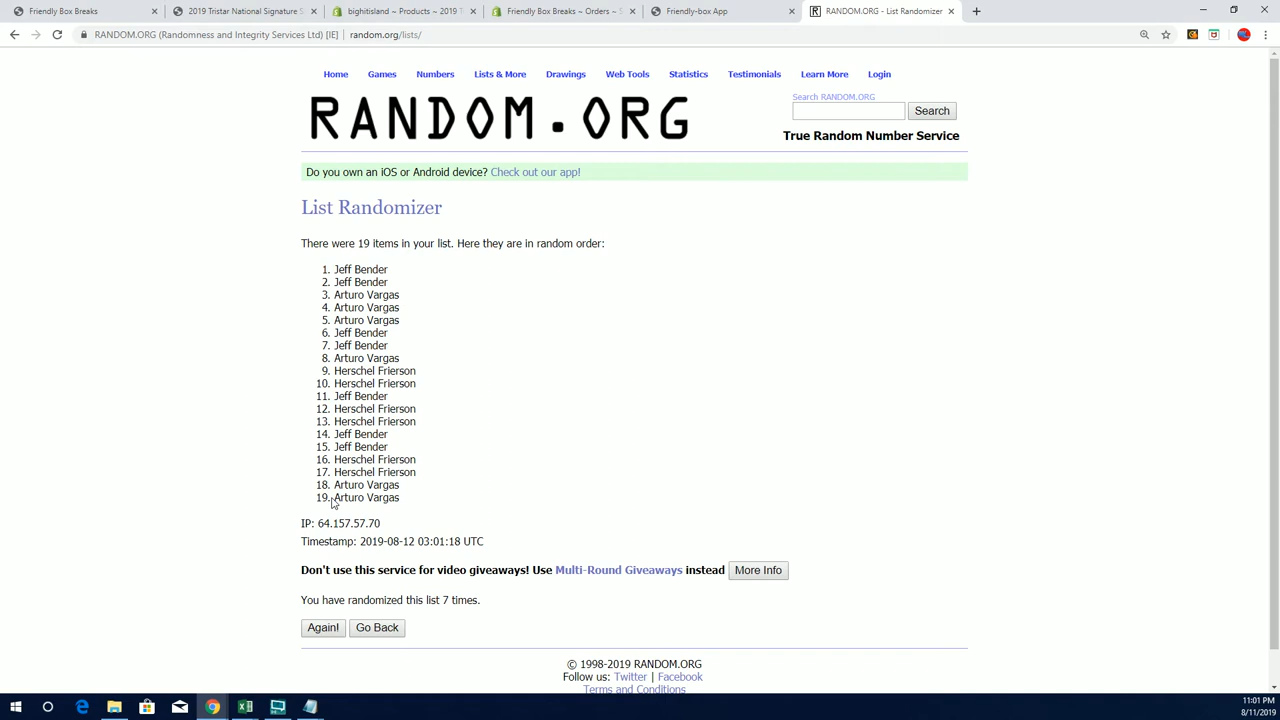 Friendly Box Breaks
2019 Tristar National Signature S
bighitisland ~ Products ~ 2019 T
Friendly Box Breaks ~ Orders ~ S
Friendly-box App
RANDOM.ORG - List Randomizer
RANDOM.ORG (Randomness and Integrity Services Ltd) [IE] | random.org/lists/
Home Games Numbers Lists & More Drawings Web Tools Statistics Testimonials Learn More Login
RANDOM.ORG
Search RANDOM.ORG
Search
True Random Number Service
Do you own an iOS or Android device? Check out our app!
List Randomizer
There were 19 items in your list. Here they are in random order:
1. Jeff Bender
2. Jeff Bender
3. Arturo Vargas
4. Arturo Vargas
5. Arturo Vargas
6. Jeff Bender
7. Jeff Bender
8. Arturo Vargas
9. Herschel Frierson
10. Herschel Frierson
11. Jeff Bender
12. Herschel Frierson
13. Herschel Frierson
14. Jeff Bender
15. Jeff Bender
16. Herschel Frierson
17. Herschel Frierson
18. Arturo Vargas
19. Arturo Vargas
IP: 64.157.57.70
Timestamp: 2019-08-12 03:01:18 UTC
Don't use this service for video giveaways! Use Multi-Round Giveaways instead More Info
You have randomized this list 7 times.
Again! Go Back
© 1998-2019 RANDOM.ORG
Follow us: Twitter | Facebook
Terms and Conditions
11:01 PM
8/11/2019